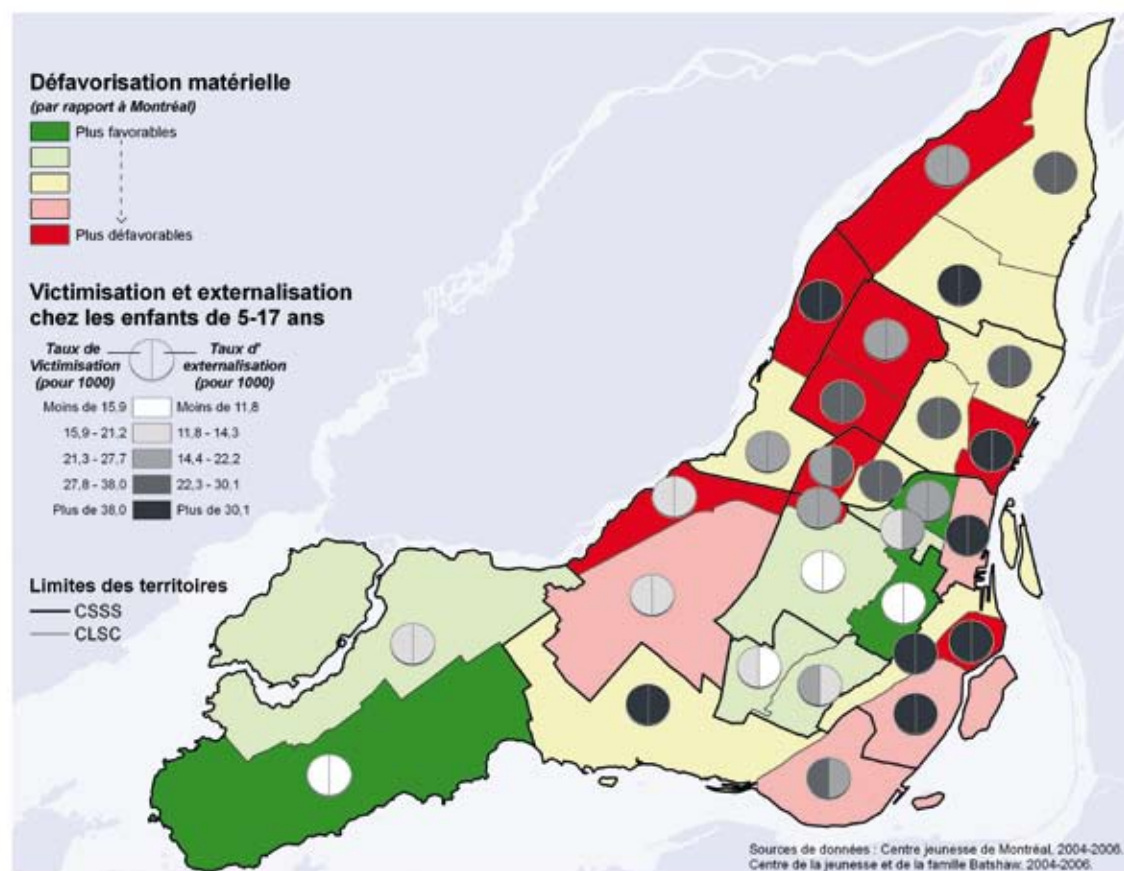 Défavorisation matérielle
(par rapport à Montréal)
Plus favorables
Plus défavorables
Victimisation et externalisation
chez les enfants de 5-17 ans
Taux de Victimisation (pour 1000)
Taux d' externalisation (pour 1000)
Moins de 15,9 Moins de 11,8
15,9 - 21,2 11,8 - 14,3
21,3 - 27,7 14,4 - 22,2
27,8 - 38,0 22,3 - 30,1
Plus de 38,0 Plus de 30,1
Limites des territoires
CSSS
CLSC
Sources de données : Centre jeunesse de Montréal, 2004-2006.
Centre de la jeunesse et de la famille Batshaw, 2004-2006.